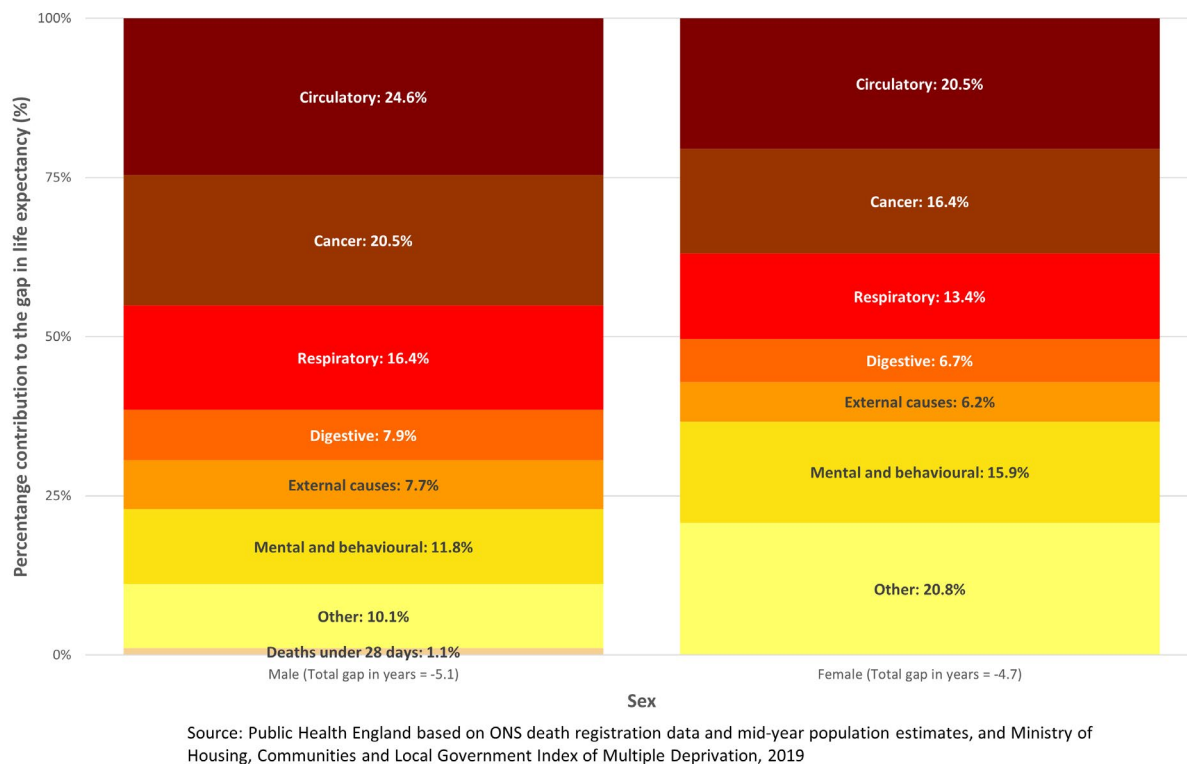 Percentange contribution to the gap in life expectancy (%)
100%
75%
50%
25%
0%
Circulatory: 24.6%
Cancer: 20.5%
Respiratory: 16.4%
Digestive: 7.9%
External causes: 7.7%
Mental and behavioural: 11.8%
Other: 10.1%
Deaths under 28 days: 1.1%
Circulatory: 20.5%
Cancer: 16.4%
Respiratory: 13.4%
Digestive: 6.7%
External causes: 6.2%
Mental and behavioural: 15.9%
Other: 20.8%
Male (Total gap in years = -5.1)
Female (Total gap in years = -4.7)
Sex
Source: Public Health England based on ONS death registration data and mid-year population estimates, and Ministry of
Housing, Communities and Local Government Index of Multiple Deprivation, 2019